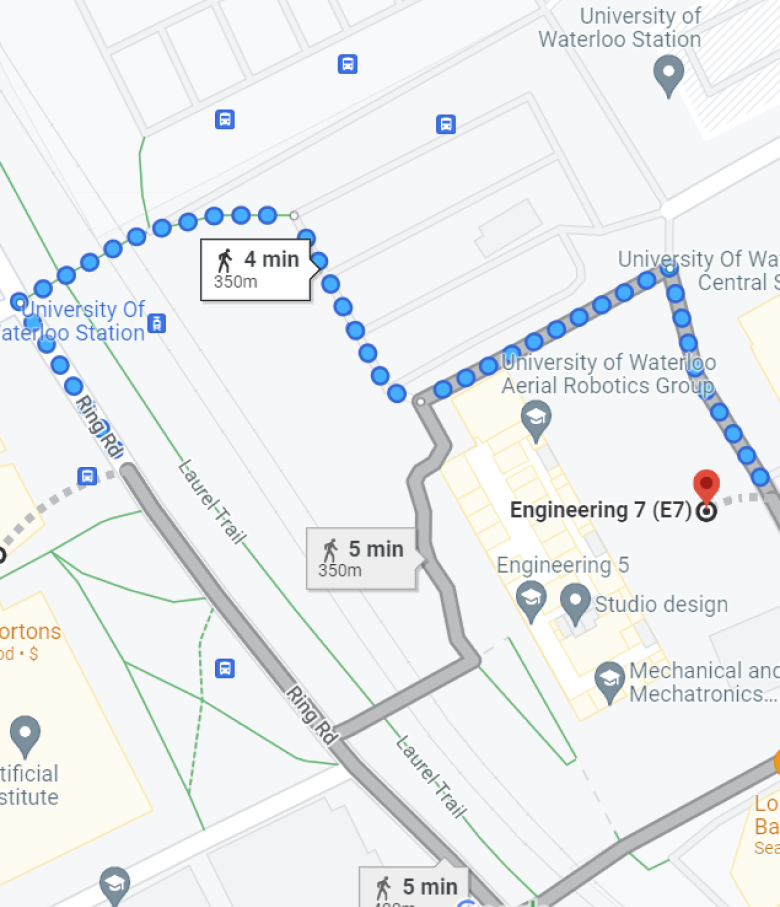 University of
Waterloo Station
4 min
350m
University Of
aterloo Station
University Of Wa
Central S
University of Waterloo
Aerial Robotics Group
Ring Rd
Laurel Trail
Engineering 7 (E7)
5 min
350m
Engineering 5
Studio design
ortons
od • $
Mechanical and
Mechatronics...
Ring Rd
Laurel Trail
tificial
stitute
Lo
Ba
Sea
5 min